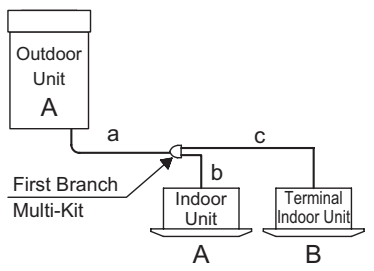 Outdoor
Unit
A
a
c
b
First Branch
Multi-Kit
Indoor
Unit
Terminal
Indoor Unit
A
B